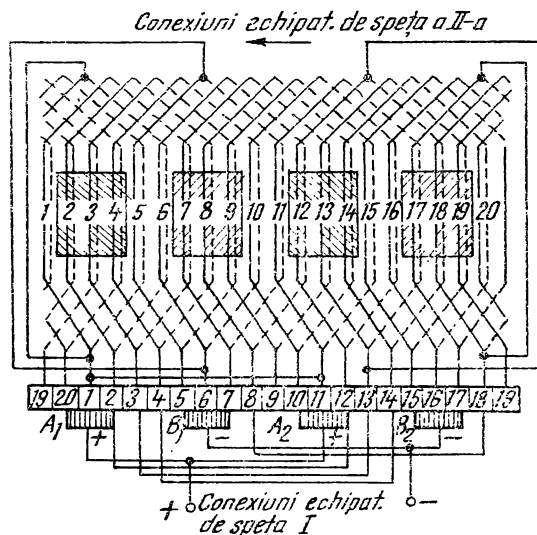 Conexiuni echipat. de speța a II-a
1 2 3 4 5 6 7 8 9 10 11 12 13 14 15 16 17 18 19 20
19 20 1 2 3 4 5 6 7 8 9 10 11 12 13 14 15 16 17 18 19
A1 + B1 - A2 + B2 -
+ Conexiuni echipat. -
de speta I